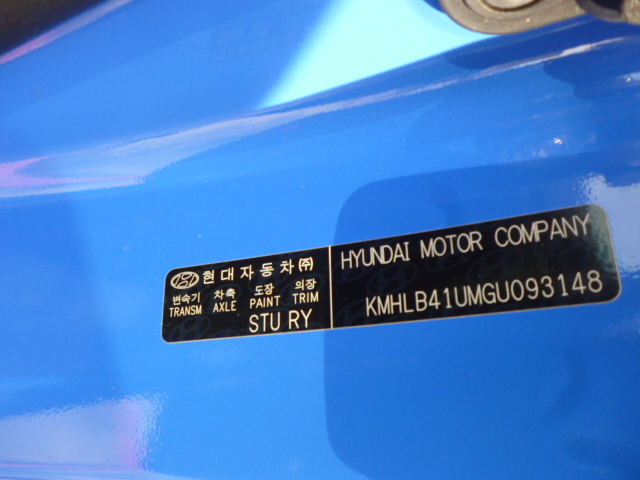 현대자동차(주)
변속기 차축 도장 의장
TRANSM AXLE PAINT TRIM
STU RY
HYUNDAI MOTOR COMPANY
KMHLB41UMGU093148